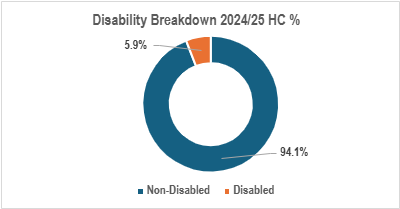 Disability Breakdown 2024/25 HC %
5.9%
94.1%
Non-Disabled Disabled